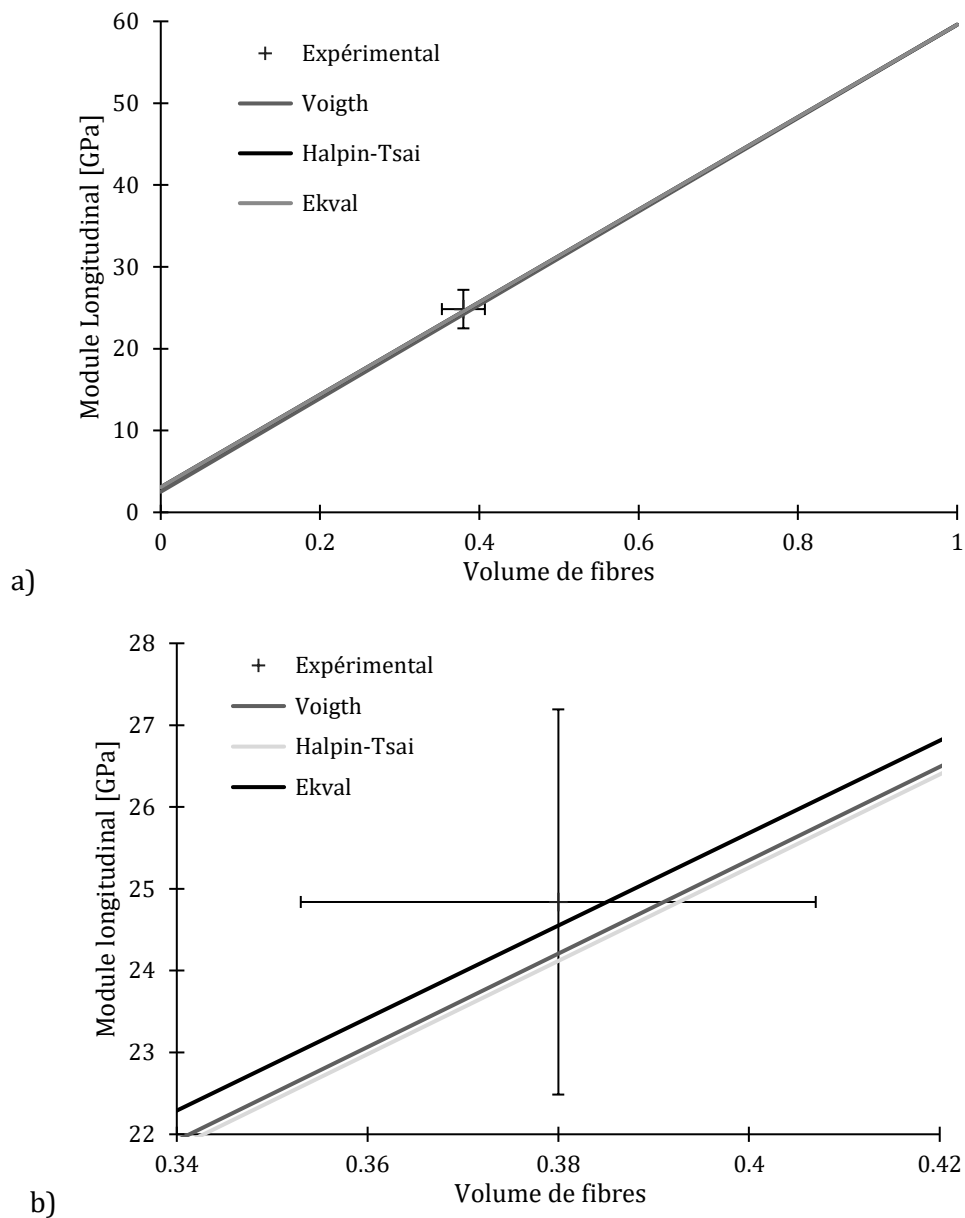 60
50
40
30
20
10
0
Module Longitudinal [GPa]
Expérimental
Voigth
Halpin-Tsai
Ekval
0 0.2 0.4 0.6 0.8 1
Volume de fibres
a)
28
27
26
25
24
23
22
Module longitudinal [GPa]
Expérimental
Voigth
Halpin-Tsai
Ekval
0.34 0.36 0.38 0.4 0.42
Volume de fibres
b)